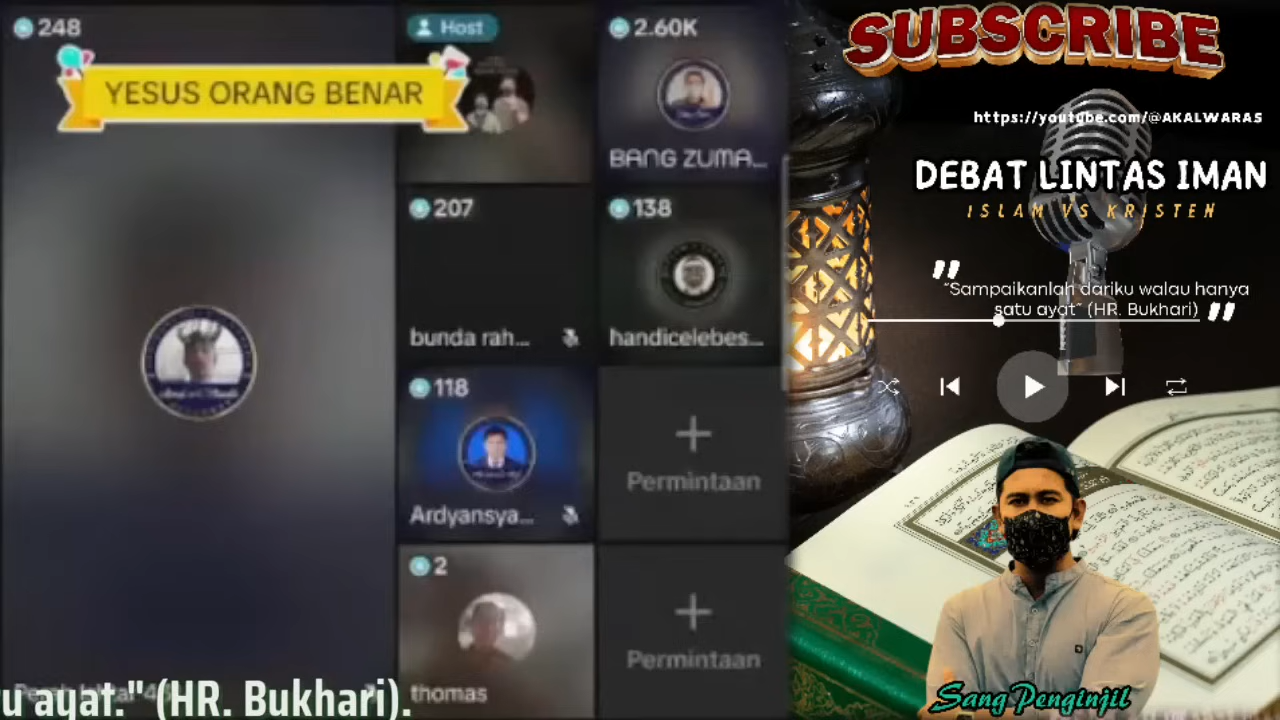 248
YESUS ORANG BENAR
Host
2.60K
BANG ZUMA...
207
bunda rah...
138
handicelebes...
118
Ardyansya...
Permintaan
2
thomas
Permintaan
ayat." (HR. Bukhari).
SUBSCRIBE
https://youtube.com/@AKALWARAS
DEBAT LINTAS IMAN
ISLAM VS KRISTEN
"Sampaikanlah dariku walau hanya
satu ayat" (HR. Bukhari)
Sang Penginjil